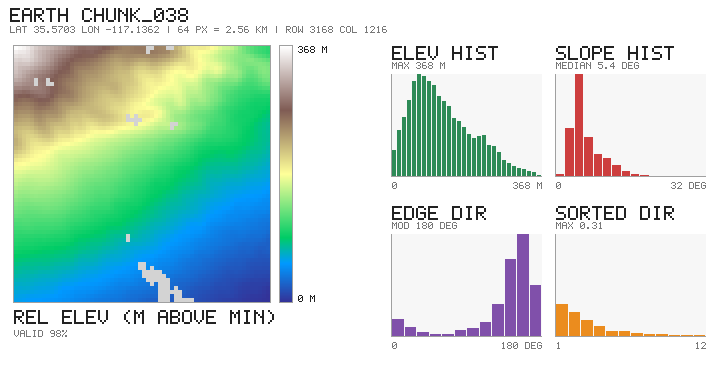 EARTH CHUNK_038
LAT 35.5703 LON -117.1362 | 64 PX = 2.56 KM | ROW 3168 COL 1216
368 M
0 M
REL ELEV (M ABOVE MIN)
VALID 98%
ELEV HIST
MAX 368 M
0 368 M
SLOPE HIST
MEDIAN 5.4 DEG
0 32 DEG
EDGE DIR
MOD 180 DEG
0 180 DEG
SORTED DIR
MAX 0.31
1 12